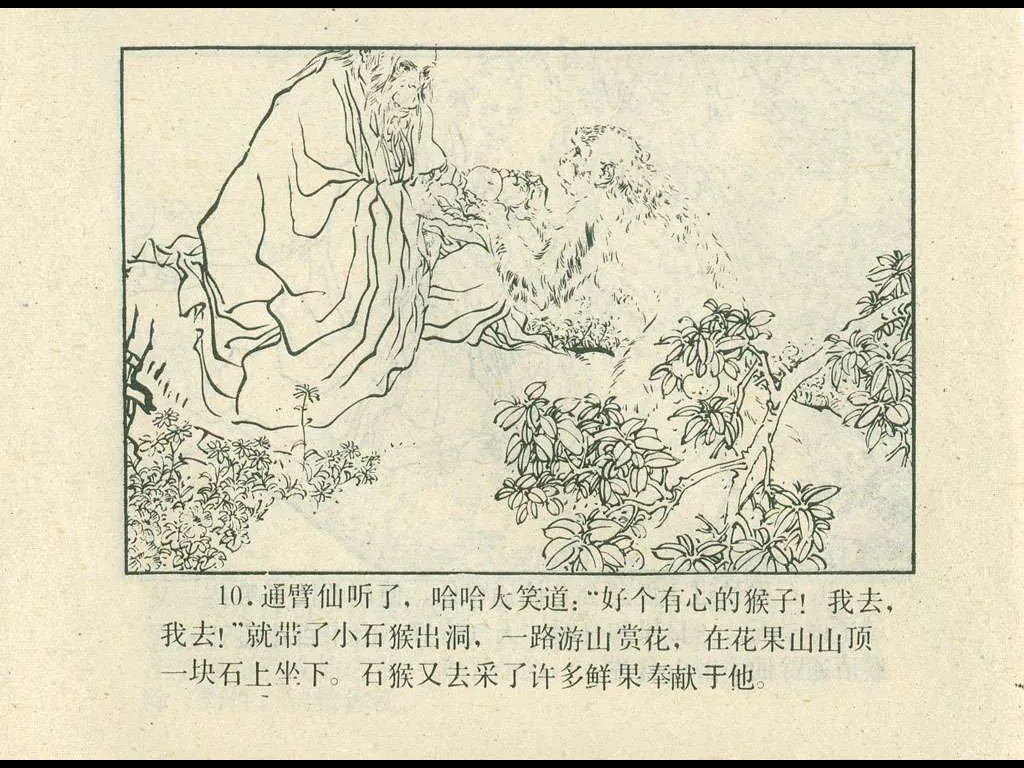 10.通臂仙听了，哈哈大笑道：“好个有心的猴子！我去，
我去！”就带了小石猴出洞，一路游山赏花，在花果山山顶
一块石上坐下。石猴又去采了许多鲜果奉献于他。